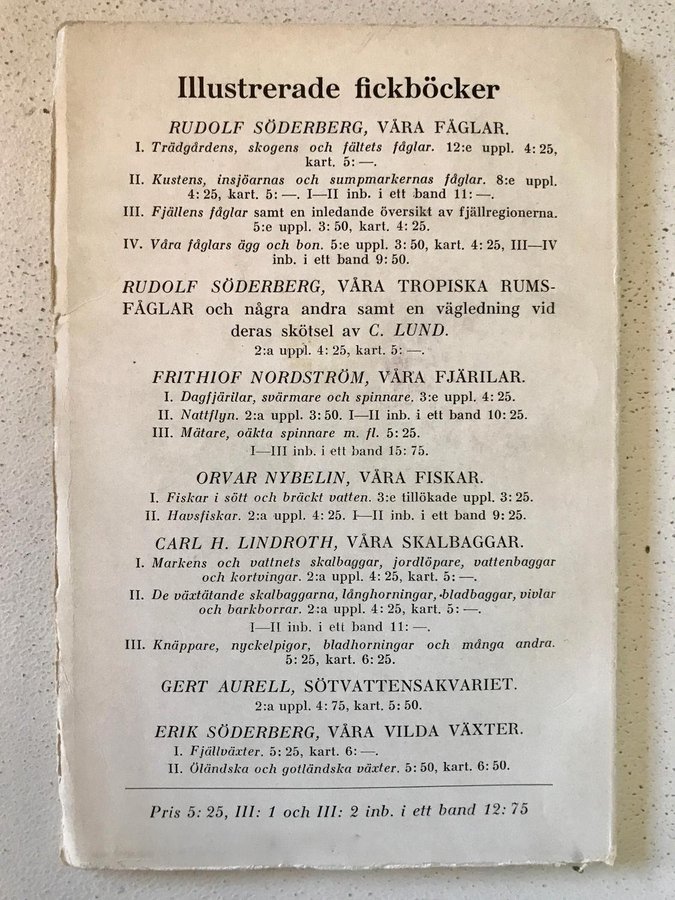 Illustrerade fickböcker
RUDOLF SÖDERBERG, VÅRA FÅGLAR.
I. Trädgårdens, skogens och fältets fåglar. 12:e uppl. 4: 25,
kart. 5: —.
II. Kustens, insjöarnas och sumpmarkernas fåglar. 8:e uppl.
4: 25, kart. 5: —. I—II inb. i ett band 11: —.
III. Fjällens fåglar samt en inledande översikt av fjällregionerna.
5:e uppl. 3: 50, kart. 4: 25.
IV. Våra fåglars ägg och bon. 5:e uppl. 3: 50, kart. 4: 25, III—IV
inb. i ett band 9: 50.
RUDOLF SÖDERBERG, VÅRA TROPISKA RUMS-
FÅGLAR och några andra samt en vägledning vid
deras skötsel av C. LUND.
2:a uppl. 4: 25, kart. 5: —.
FRITHIOF NORDSTRÖM, VÅRA FJÄRILAR.
I. Dagfjärilar, svärmare och spinnare. 3:e uppl. 4: 25.
II. Nattflyn. 2:a uppl. 3: 50. I—II inb. i ett band 10: 25.
III. Mätare, oäkta spinnare m. fl. 5: 25.
I—III inb. i ett band 15: 75.
ORVAR NYBELIN, VÅRA FISKAR.
I. Fiskar i sött och bräckt vatten. 3:e tillökade uppl. 3: 25.
II. Havsfiskar. 2:a uppl. 4: 25. I—II inb. i ett band 9: 25.
CARL H. LINDROTH, VÅRA SKALBAGGAR.
I. Markens och vattnets skalbaggar, jordlöpare, vattenbaggar
och kortvingar. 2:a uppl. 4: 25, kart. 5: —.
II. De växtätande skalbaggarna, långhorningar, bladbaggar, vivlar
och barkborrar. 2:a uppl. 4: 25, kart. 5: —.
I—II inb. i ett band 11: —.
III. Knäppare, nyckelpigor, bladhorningar och många andra.
5: 25, kart. 6: 25.
GERT AURELL, SÖTVATTENSAKVARIET.
2:a uppl. 4: 75, kart. 5: 50.
ERIK SÖDERBERG, VÅRA VILDA VÄXTER.
I. Fjällväxter. 5: 25, kart. 6: —.
II. Öländska och gotländska växter. 5: 50, kart. 6: 50.
Pris 5: 25, III: 1 och III: 2 inb. i ett band 12: 75